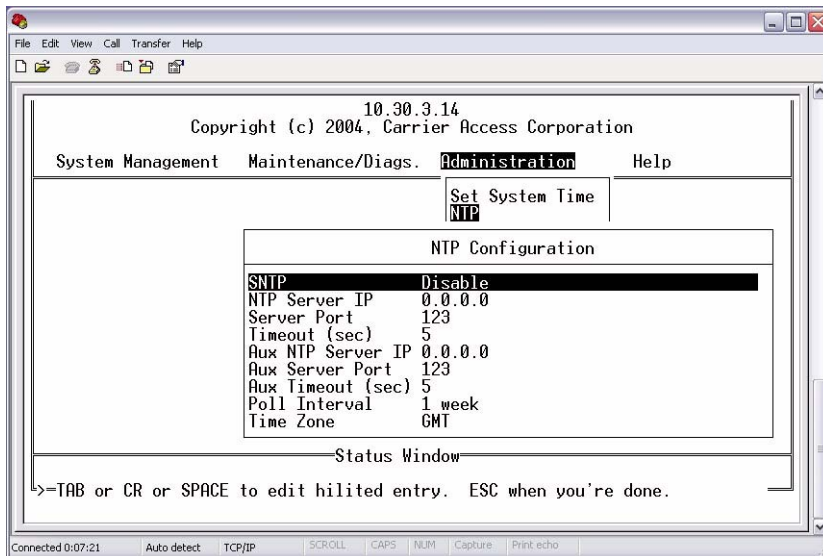 File Edit View Call Transfer Help
10.30.3.14
Copyright (c) 2004, Carrier Access Corporation
System Management Maintenance/Diags. Administration Help
Set System Time
NTP
NTP Configuration
SNTP Disable
NTP Server IP 0.0.0.0
Server Port 123
Timeout (sec) 5
Aux NTP Server IP 0.0.0.0
Aux Server Port 123
Aux Timeout (sec) 5
Poll Interval 1 week
Time Zone GMT
Status Window
>=TAB or CR or SPACE to edit hilited entry. ESC when you're done.
Connected 0:07:21 Auto detect TCP/IP SCROLL CAPS NUM Capture Print echo